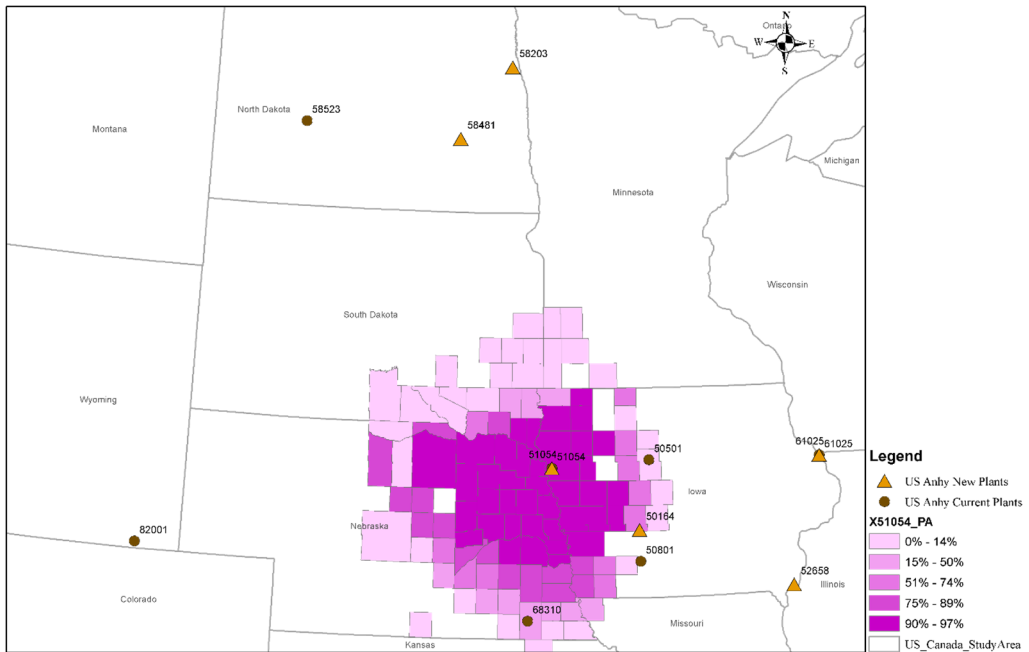 Ontario
N
W E
S
58203
North Dakota
58523
58481
Montana
Michigan
Minnesota
Wisconsin
South Dakota
Wyoming
61025 61025
50501
51054 51054
Iowa
50164
Nebraska
82001
50801
52658
Illinois
Colorado
68310
Missouri
Kansas
Legend
US Anhy New Plants
US Anhy Current Plants
X51054_PA
0% - 14%
15% - 50%
51% - 74%
75% - 89%
90% - 97%
US_Canada_StudyArea